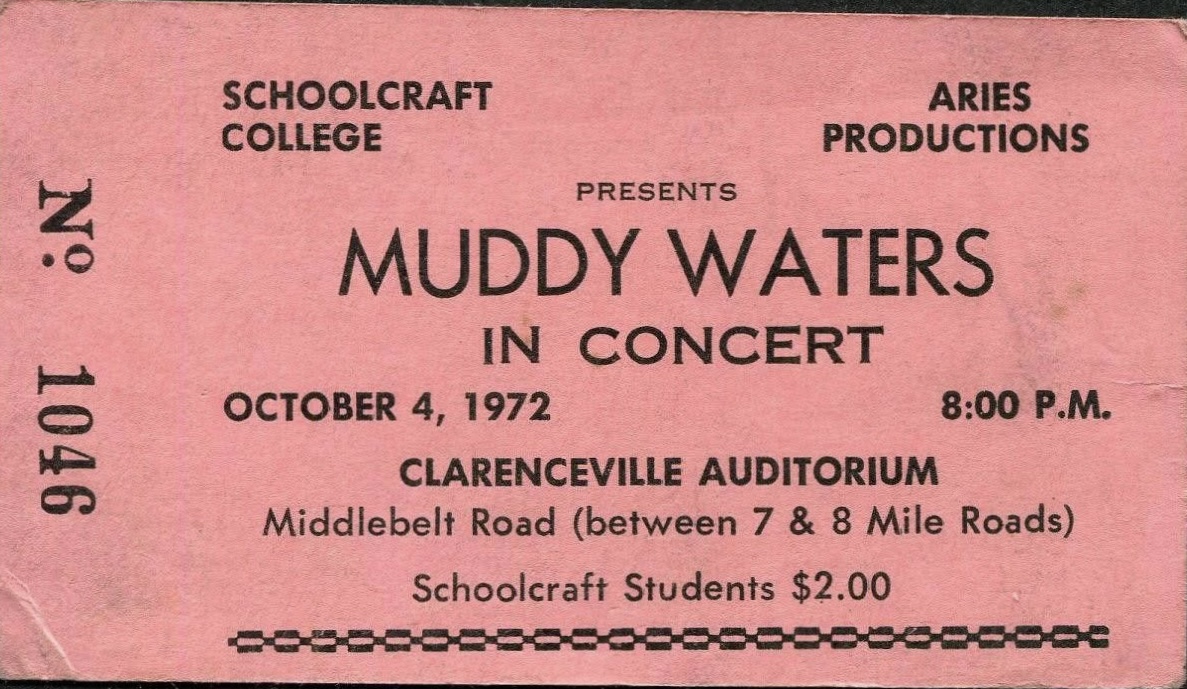 SCHOOLCRAFT
COLLEGE
ARIES
PRODUCTIONS
PRESENTS
MUDDY WATERS
IN CONCERT
OCTOBER 4, 1972 8:00 P.M.
CLARENCEVILLE AUDITORIUM
Middlebelt Road (between 7 & 8 Mile Roads)
Schoolcraft Students $2.00
Nº. 1046